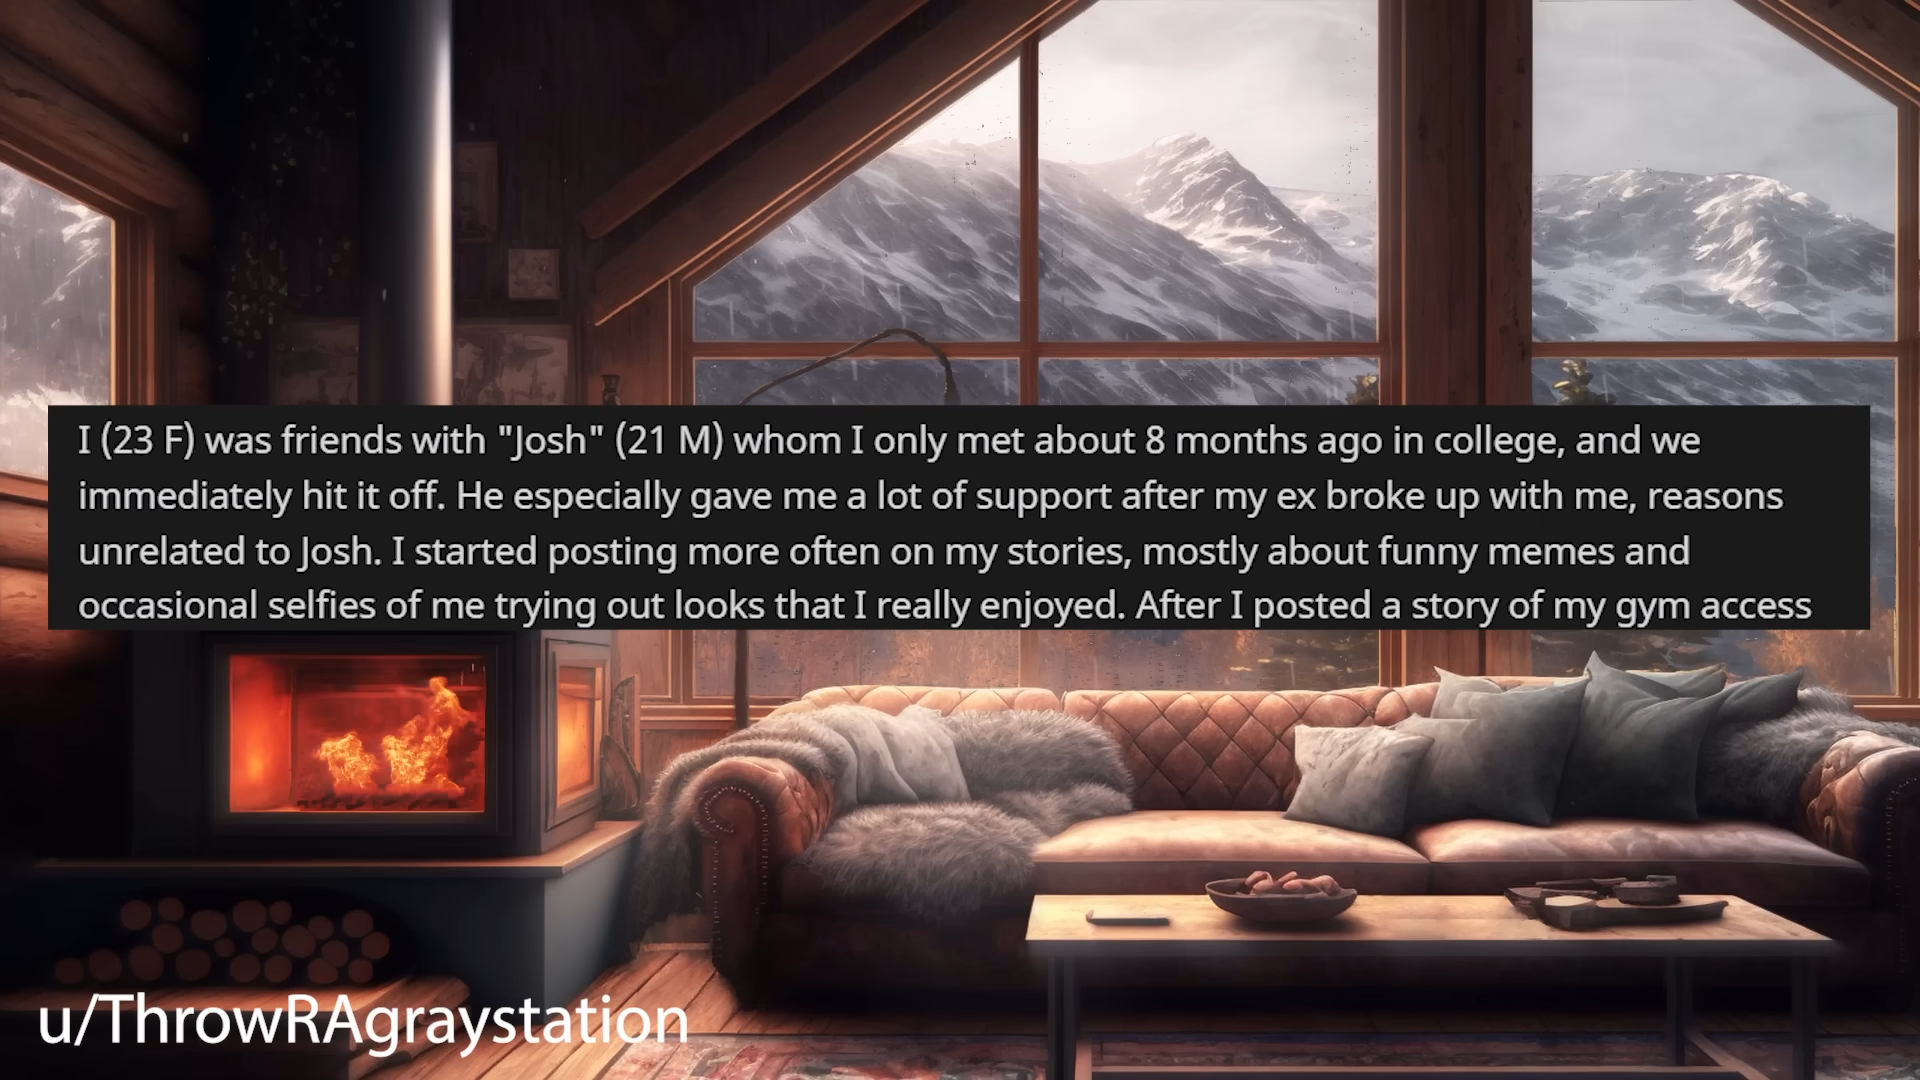 I (23 F) was friends with "Josh" (21 M) whom I only met about 8 months ago in college, and we
immediately hit it off. He especially gave me a lot of support after my ex broke up with me, reasons
unrelated to Josh. I started posting more often on my stories, mostly about funny memes and
occasional selfies of me trying out looks that I really enjoyed. After I posted a story of my gym access
u/ThrowRAgraystation